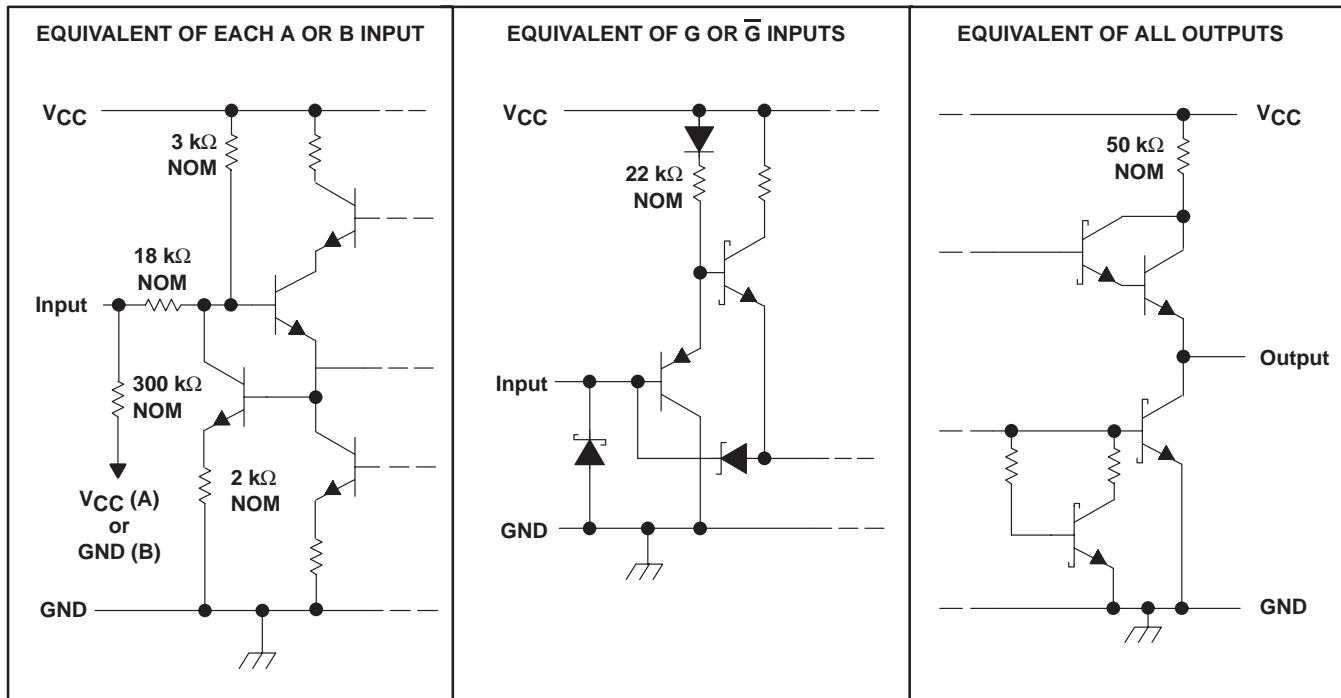 EQUIVALENT OF EACH A OR B INPUT
VCC
3 kΩ
NOM
18 kΩ
NOM
Input
300 kΩ
NOM
VCC (A)
or
GND (B)
2 kΩ
NOM
GND
EQUIVALENT OF G OR G̅ INPUTS
VCC
22 kΩ
NOM
Input
GND
EQUIVALENT OF ALL OUTPUTS
VCC
50 kΩ
NOM
Output
GND